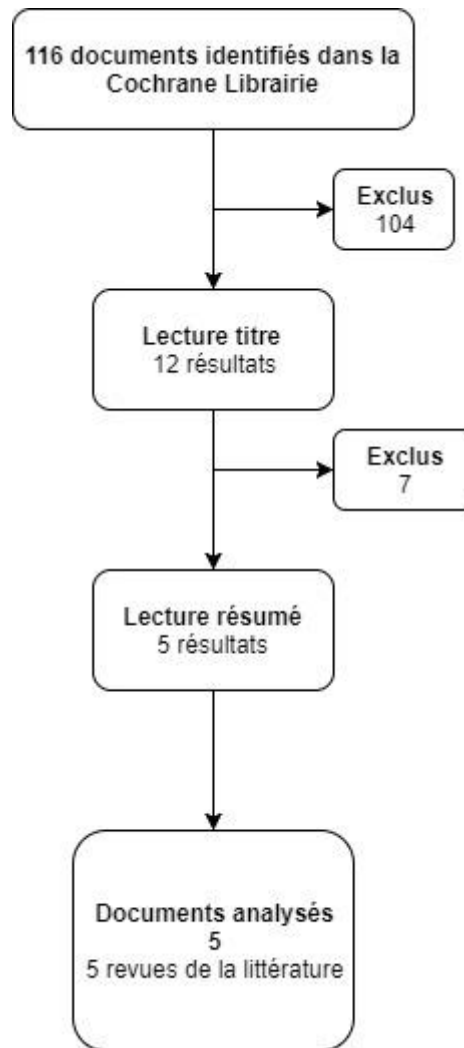 116 documents identifiés dans la
Cochrane Librairie
Exclus
104
Lecture titre
12 résultats
Exclus
7
Lecture résumé
5 résultats
Documents analysés
5
5 revues de la littérature